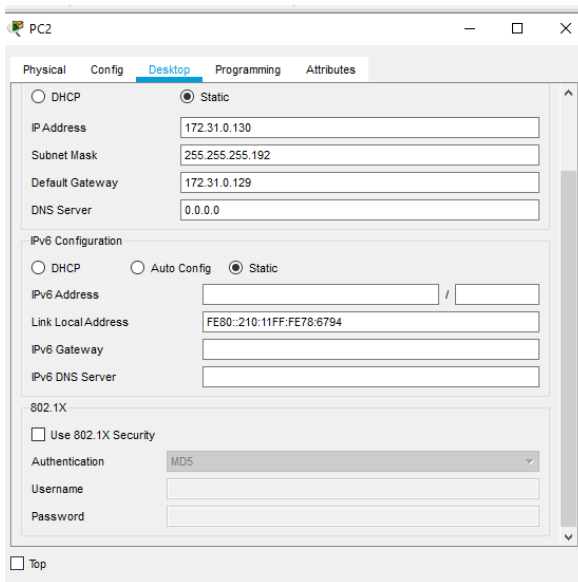 PC2
Physical Config Desktop Programming Attributes
DHCP Static
IP Address 172.31.0.130
Subnet Mask 255.255.255.192
Default Gateway 172.31.0.129
DNS Server 0.0.0.0
IPv6 Configuration
DHCP Auto Config Static
IPv6 Address /
Link Local Address FE80::210:11FF:FE78:6794
IPv6 Gateway
IPv6 DNS Server
802.1X
Use 802.1X Security
Authentication MD5
Username
Password
Top